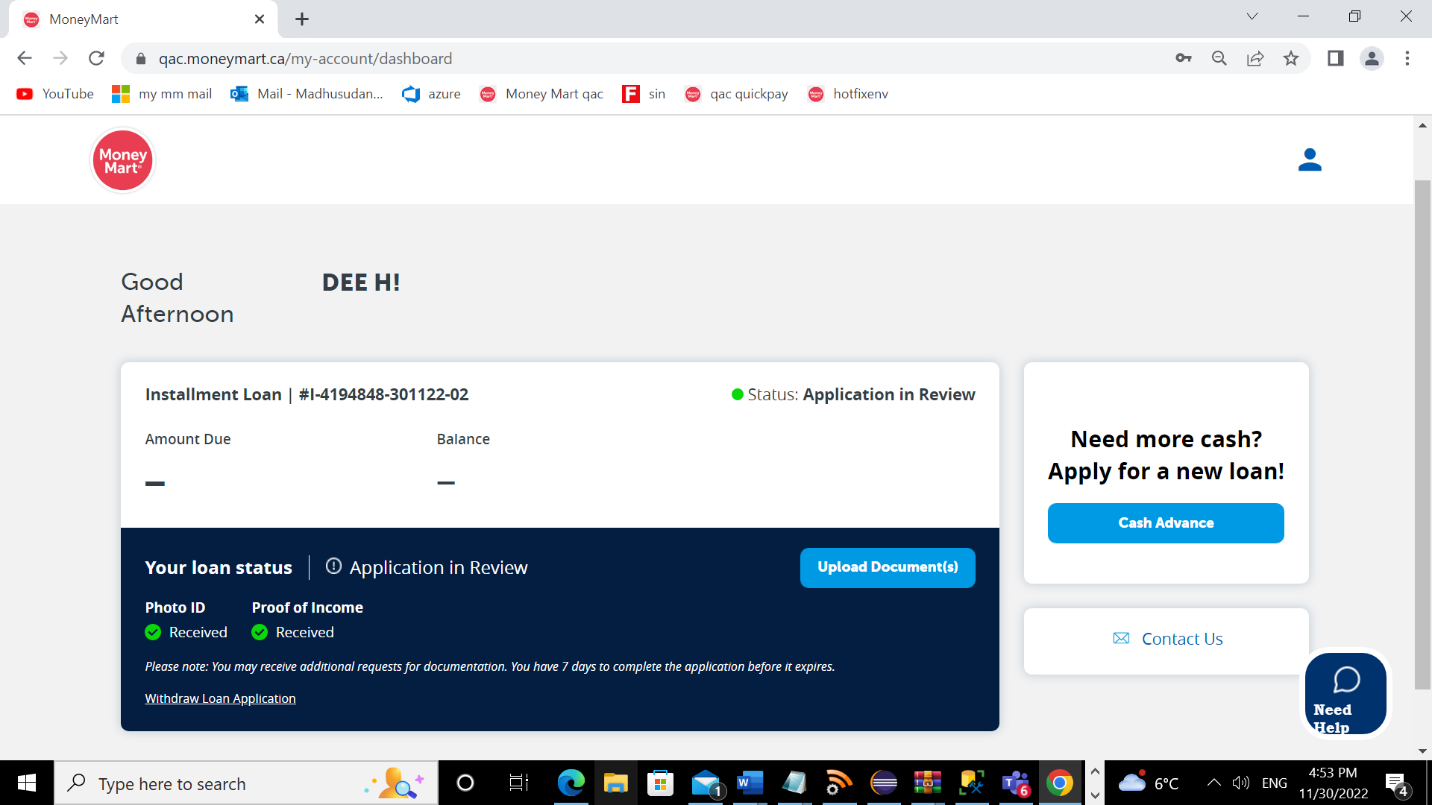 MoneyMart
qac.moneymart.ca/my-account/dashboard
YouTube
my mm mail
Mail - Madhusudan...
azure
Money Mart qac
sin
qac quickpay
hotfixenv
Money
Mart
Good
Afternoon
DEE H!
Installment Loan | #I-4194848-301122-02
Status: Application in Review
Amount Due
Balance
Need more cash?
Apply for a new loan!
Cash Advance
Your loan status
Application in Review
Upload Document(s)
Photo ID
Proof of Income
Received
Received
Please note: You may receive additional requests for documentation. You have 7 days to complete the application before it expires.
Withdraw Loan Application
Contact Us
Need
Help
Type here to search
1
6
6°C
ENG
4:53 PM
11/30/2022
4